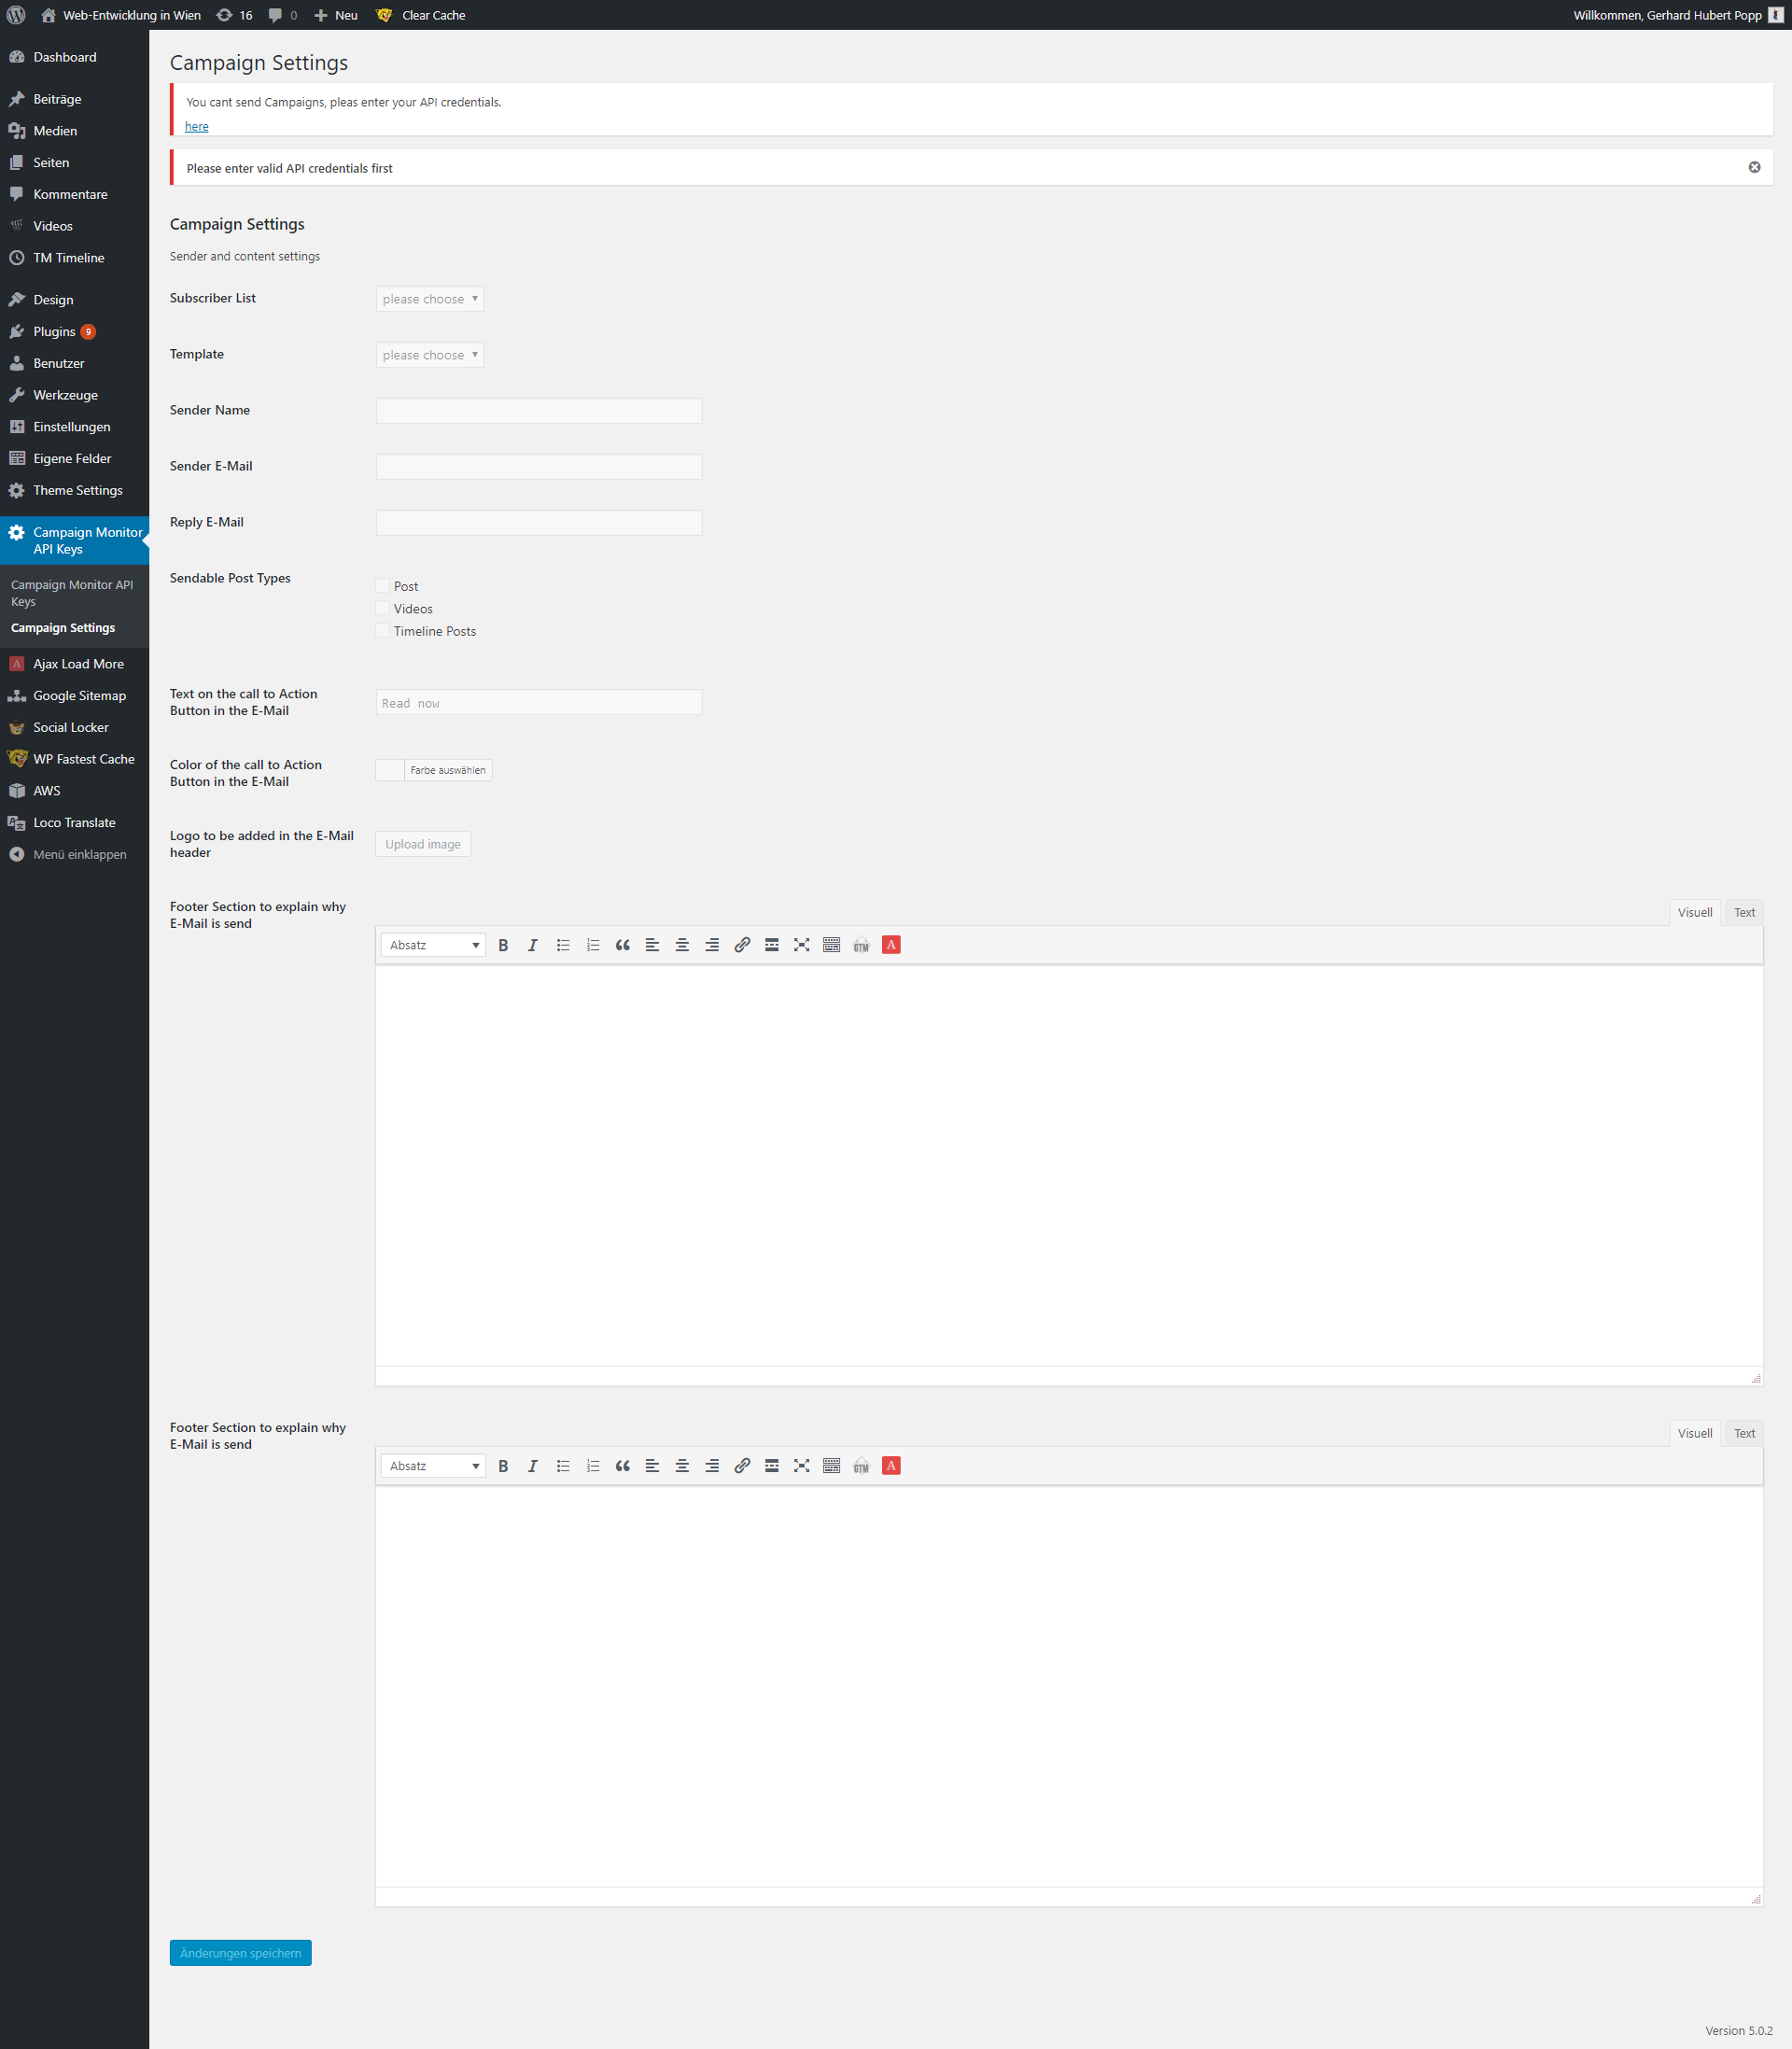 Web-Entwicklung in Wien 16 0 Neu Clear Cache Willkommen, Gerhard Hubert Popp
Dashboard
Beiträge
Medien
Seiten
Kommentare
Videos
TM Timeline
Design
Plugins 9
Benutzer
Werkzeuge
Einstellungen
Eigene Felder
Theme Settings
Campaign Monitor
API Keys
Campaign Monitor API
Keys
Campaign Settings
Ajax Load More
Google Sitemap
Social Locker
WP Fastest Cache
AWS
Loco Translate
Menü einklappen
Campaign Settings
You cant send Campaigns, pleas enter your API credentials.
here
Please enter valid API credentials first
Campaign Settings
Sender and content settings
Subscriber List please choose
Template please choose
Sender Name
Sender E-Mail
Reply E-Mail
Sendable Post Types
Post
Videos
Timeline Posts
Text on the call to Action
Button in the E-Mail
Read now
Color of the call to Action
Button in the E-Mail
Farbe auswählen
Logo to be added in the E-Mail
header
Upload image
Footer Section to explain why
E-Mail is send
Visuell Text
Absatz B I GTM A
Footer Section to explain why
E-Mail is send
Visuell Text
Absatz B I GTM A
Änderungen speichern
Version 5.0.2